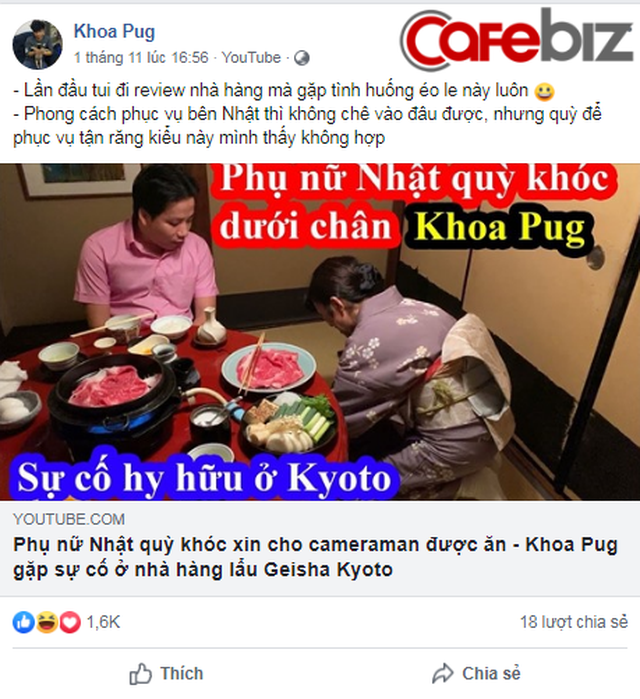 Khoa Pug
1 tháng 11 lúc 16:56 · YouTube ·
CAFEBIZ
- Lần đầu tui đi review nhà hàng mà gặp tình huống éo le này luôn 😀
- Phong cách phục vụ bên Nhật thì không chê vào đâu được, nhưng quỳ để
phục vụ tận răng kiểu này mình thấy không hợp
Phụ nữ Nhật quỳ khóc
dưới chân Khoa Pug
Sự cố hy hữu ở Kyoto
YOUTUBE.COM
Phụ nữ Nhật quỳ khóc xin cho cameraman được ăn - Khoa Pug
gặp sự cố ở nhà hàng lẩu Geisha Kyoto
1,6K
18 lượt chia sẻ
Thích
Chia sẻ